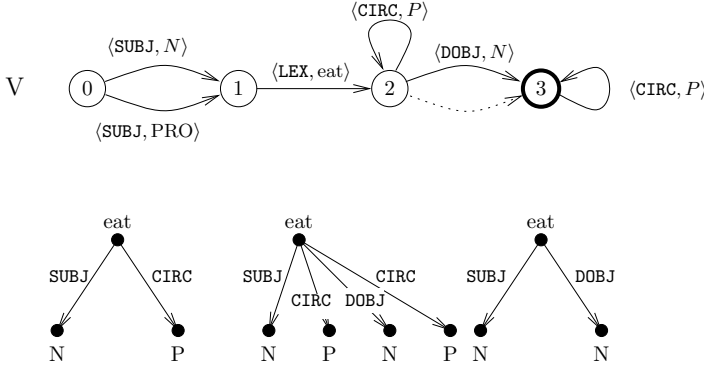 ⟨CIRC, P⟩
⟨SUBJ, N⟩ ⟨LEX, eat⟩ ⟨DOBJ, N⟩
V 0 1 2 3 ⟨CIRC, P⟩
⟨SUBJ, PRO⟩
eat eat eat
SUBJ CIRC SUBJ CIRC SUBJ DOBJ
CIRC DOBJ
N P N P N P N N